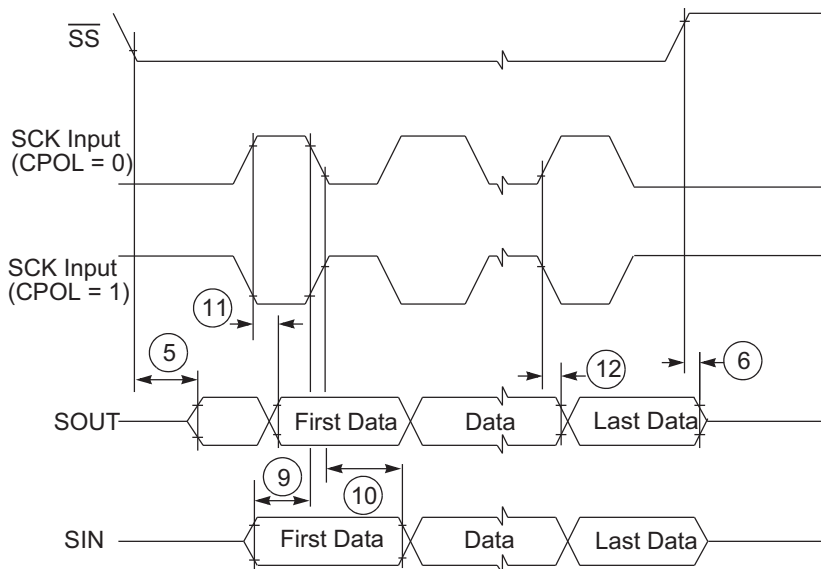 SS
SCK Input
(CPOL = 0)
SCK Input
(CPOL = 1)
11
5
12
6
SOUT
First Data
Data
Last Data
9
10
SIN
First Data
Data
Last Data